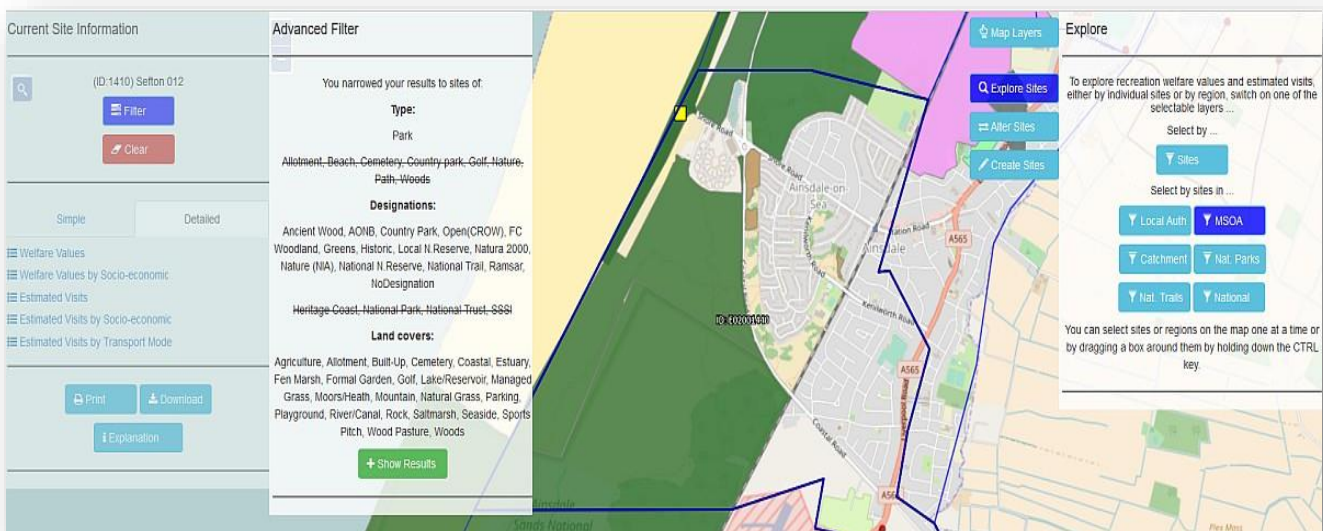 Current Site Information
(ID:1410) Sefton 012
Filter
Clear
Simple
Detailed
Welfare Values
Welfare Values by Socio-economic
Estimated Visits
Estimated Visits by Socio-economic
Estimated Visits by Transport Mode
Print
Download
i Explanation
Advanced Filter
You narrowed your results to sites of:
Type:
Park
Allotment, Beach, Cemetery, Country park, Golf, Nature,
Path, Woods
Designations:
Ancient Wood, AONB, Country Park, Open(CROW), FC
Woodland, Greens, Historic, Local N.Reserve, Natura 2000,
Nature (NIA), National N.Reserve, National Trail, Ramsar,
NoDesignation
Heritage Coast, National Park, National Trust, SSSI
Land covers:
Agriculture, Allotment, Built-Up, Cemetery, Coastal, Estuary,
Fen Marsh, Formal Garden, Golf, Lake/Reservoir, Managed
Grass, Moors/Heath, Mountain, Natural Grass, Parking,
Playground, River/Canal, Rock, Saltmarsh, Seaside, Sports
Pitch, Wood Pasture, Woods
+ Show Results
Shore Road
Shore Road
Ainsdale-on-
Sea
Kenilworth Road
Station Road
Ainsdale
A565
Kenilworth Road
ID: E02001440
A565
Liverpool Road
Coastal Road
A56
Ainsdale
Sands National
Plex Moss
Map Layers
Explore Sites
Alter Sites
Create Sites
Explore
To explore recreation welfare values and estimated visits,
either by individual sites or by region, switch on one of the
selectable layers ...
Select by ...
Sites
Select by sites in ...
Local Auth
MSOA
Catchment
Nat. Parks
Nat. Trails
National
You can select sites or regions on the map one at a time or
by dragging a box around them by holding down the CTRL
key.